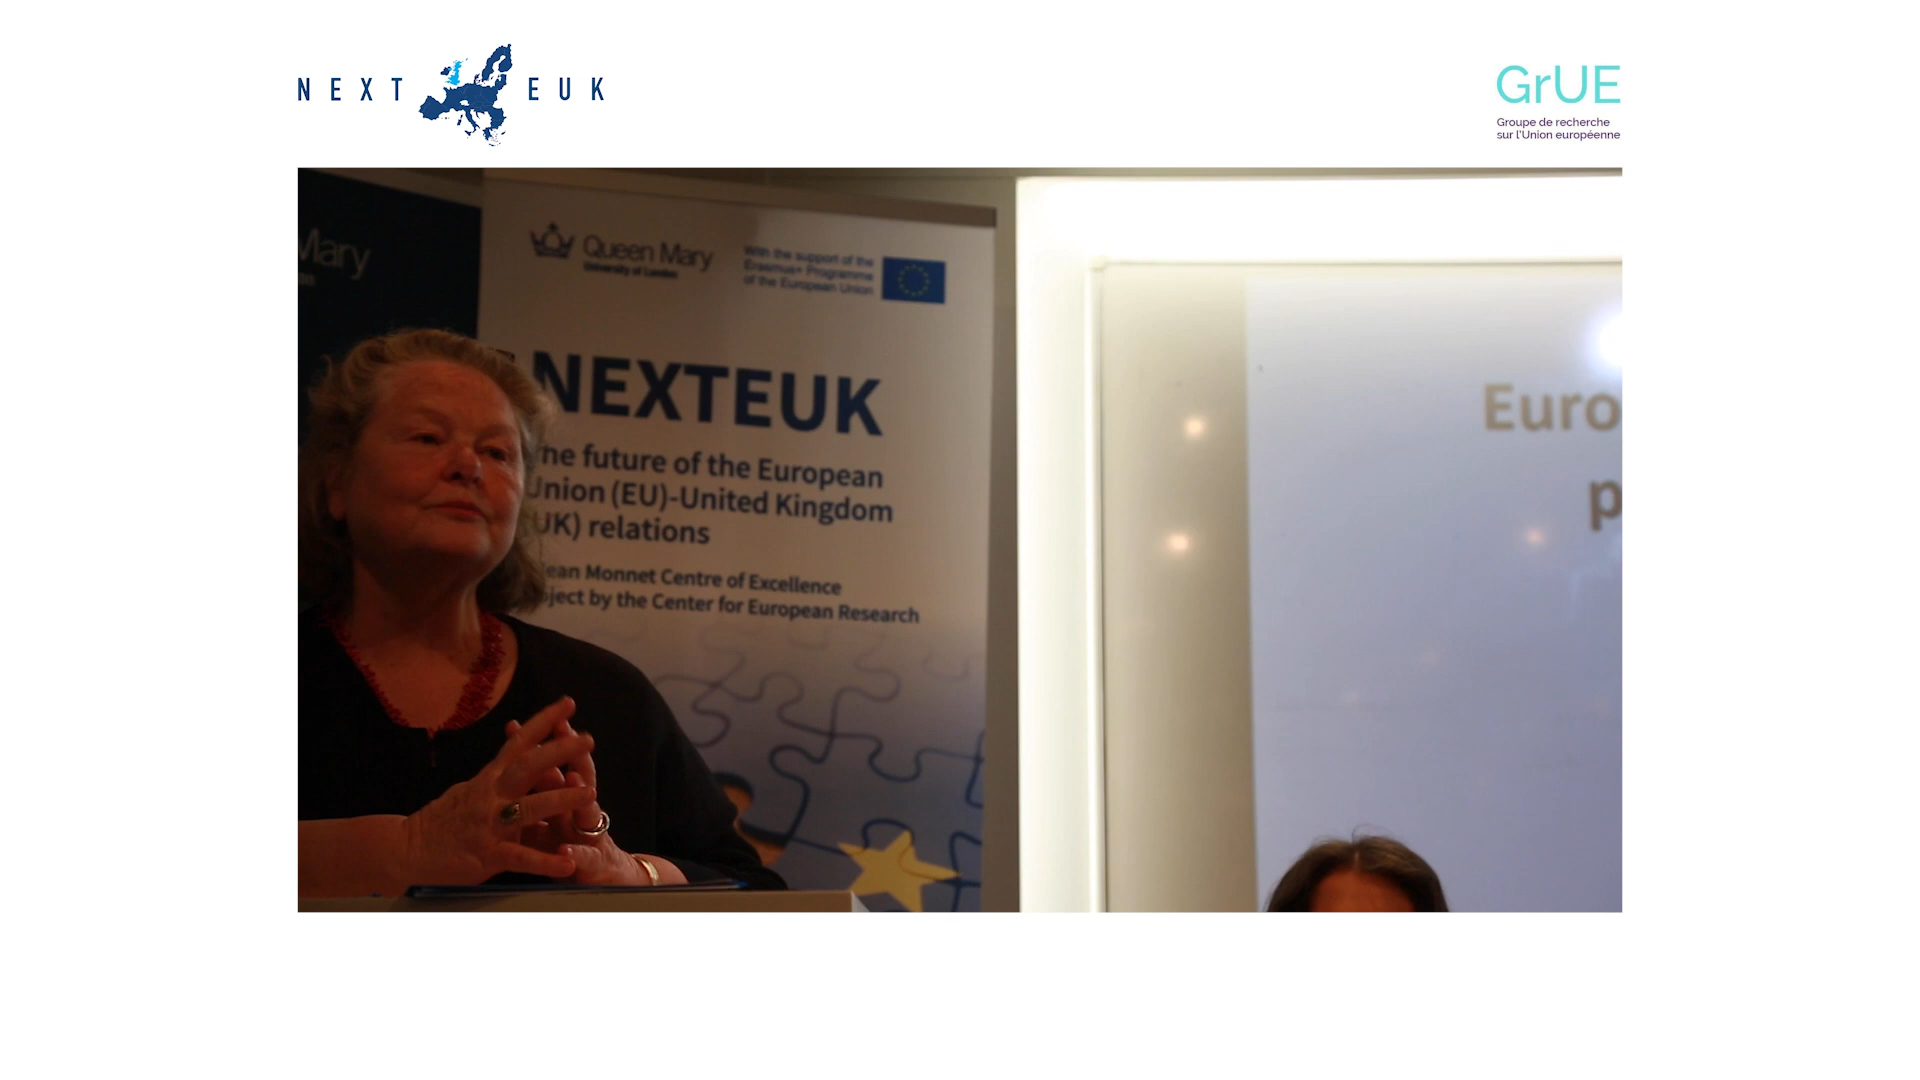 NEXT EUK
GrUE
Groupe de recherche
sur l'Union européenne
Mary
Queen Mary
University of London
With the support of the
Erasmus+ Programme
of the European Union
NEXTEUK
he future of the European
Union (EU)-United Kingdom
UK) relations
ean Monnet Centre of Excellence
ject by the Center for European Research
Euro
p